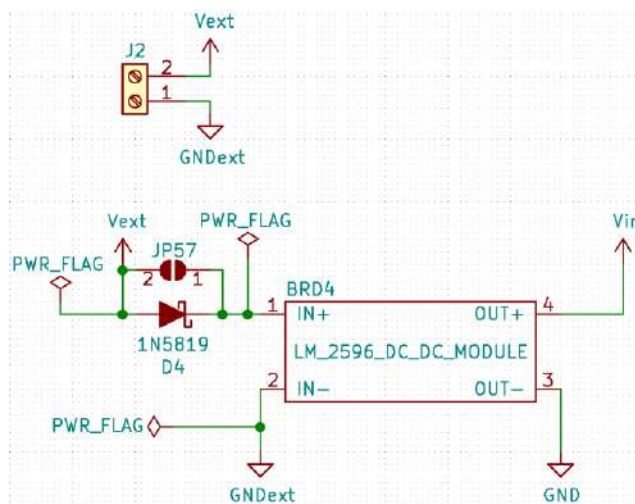 Vext
J2
2
1
GNDext
Vext
PWR_FLAG
JP57
PWR_FLAG
2
1
1N5819
D4
BRD4
1
IN+
OUT+
4
LM_2596_DC_DC_MODULE
2
IN-
OUT-
3
PWR_FLAG
GNDext
GND